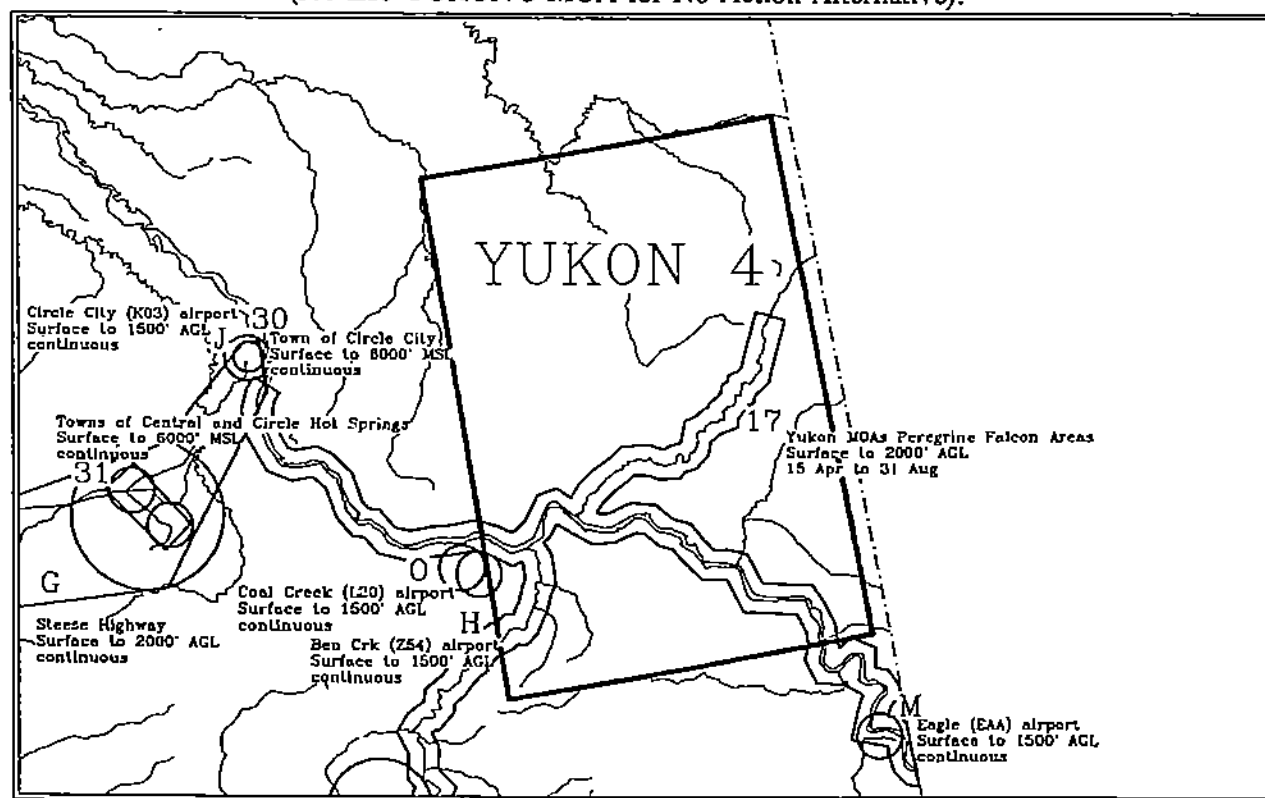 for No Action Alternative).
YUKON 4
Circle City (K03) airport
Surface to 1500' AGL
continuous
30
J
Town of Circle City
Surface to 6000' MSL
continuous
Towns of Central and Circle Hot Springs
Surface to 6000' MSL
continuous
31
17
Yukon MOAs Peregrine Falcon Areas
Surface to 2000' AGL
15 Apr to 31 Aug
G
O
Coal Creek (L20) airport
Surface to 1500' AGL
continuous
Steese Highway
Surface to 2000' AGL
continuous
H
Ben Crk (Z54) airport
Surface to 1500' AGL
continuous
M
Eagle (EAA) airport
Surface to 1500' AGL
continuous